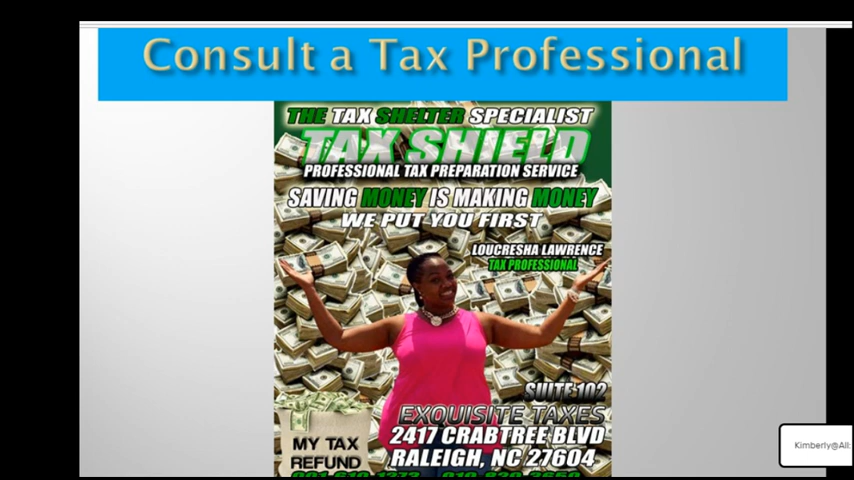 Consult a Tax Professional
THE TAX SHELTER SPECIALIST
TAX SHIELD
PROFESSIONAL TAX PREPARATION SERVICE
SAVING MONEY IS MAKING MONEY
WE PUT YOU FIRST
LOUCRESHA LAWRENCE
TAX PROFESSIONAL
SUITE 102
EXQUISITE TAXES
2417 CRABTREE BLVD
RALEIGH, NC 27604
MY TAX
REFUND
Kimberly@All: